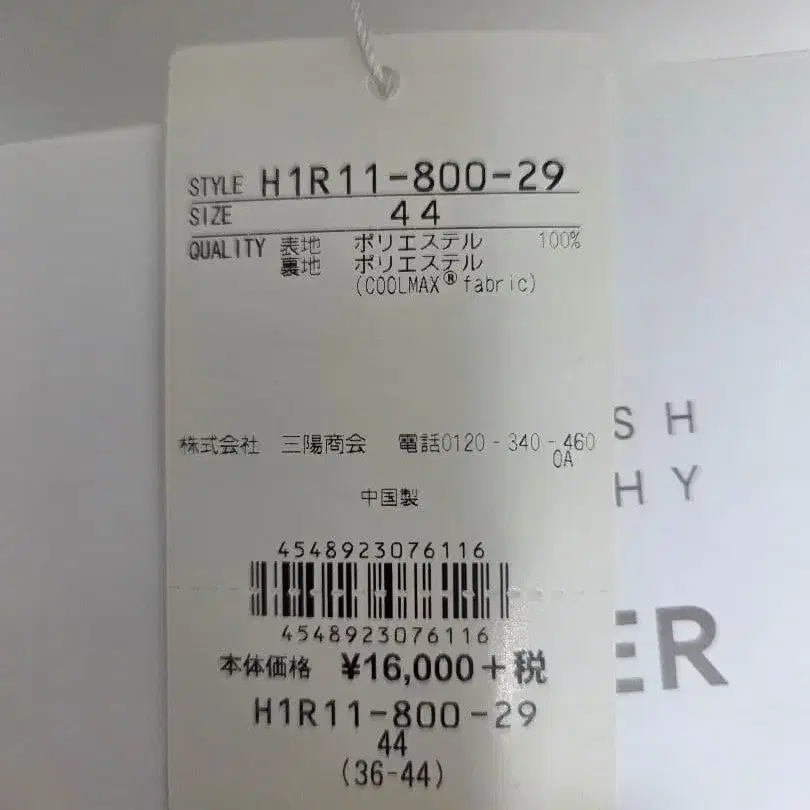 STYLE H1R11-800-29
SIZE 44
QUALITY 表地 ポリエステル 100%
裏地 ポリエステル
(COOLMAX® fabric)
株式会社 三陽商会 電話0120-340-460
0A
中国製
4548923076116
4548923076116
本体価格 ¥16,000+税
H1R11-800-29
44
(36-44)
SH
HY
ER